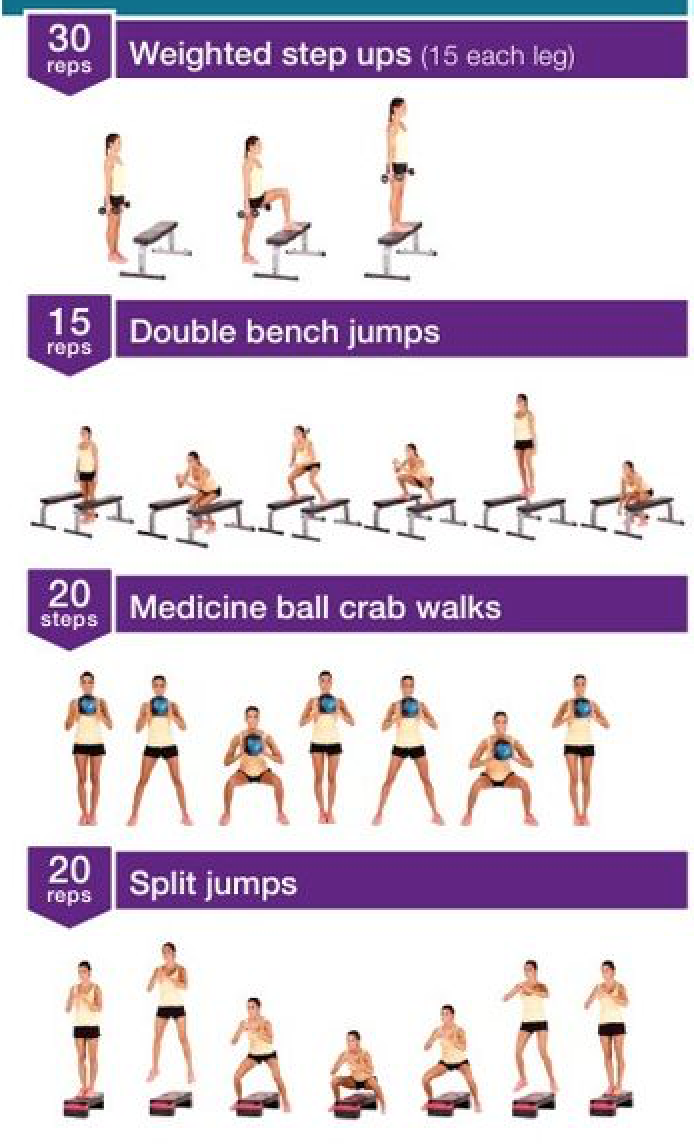 30
reps
Weighted step ups (15 each leg)
15
reps
Double bench jumps
20
steps
Medicine ball crab walks
20
reps
Split jumps